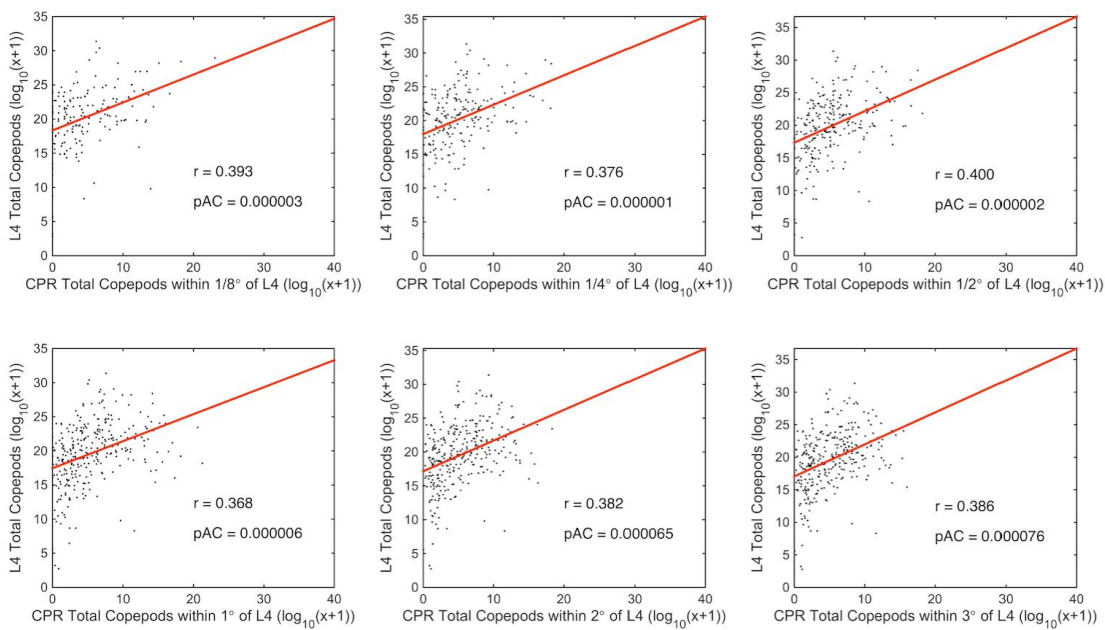 35
30
25
20
15
10
5
0
L4 Total Copepods (log₁₀(x+1))
r = 0.393
pAC = 0.000003
0 10 20 30 40
CPR Total Copepods within 1/8° of L4 (log₁₀(x+1))
35
30
25
20
15
10
5
0
L4 Total Copepods (log₁₀(x+1))
r = 0.376
pAC = 0.000001
0 10 20 30 40
CPR Total Copepods within 1/4° of L4 (log₁₀(x+1))
35
30
25
20
15
10
5
0
L4 Total Copepods (log₁₀(x+1))
r = 0.400
pAC = 0.000002
0 10 20 30 40
CPR Total Copepods within 1/2° of L4 (log₁₀(x+1))
35
30
25
20
15
10
5
0
L4 Total Copepods (log₁₀(x+1))
r = 0.368
pAC = 0.000006
0 10 20 30 40
CPR Total Copepods within 1° of L4 (log₁₀(x+1))
35
30
25
20
15
10
5
0
L4 Total Copepods (log₁₀(x+1))
r = 0.382
pAC = 0.000065
0 10 20 30 40
CPR Total Copepods within 2° of L4 (log₁₀(x+1))
35
30
25
20
15
10
5
0
L4 Total Copepods (log₁₀(x+1))
r = 0.386
pAC = 0.000076
0 10 20 30 40
CPR Total Copepods within 3° of L4 (log₁₀(x+1))